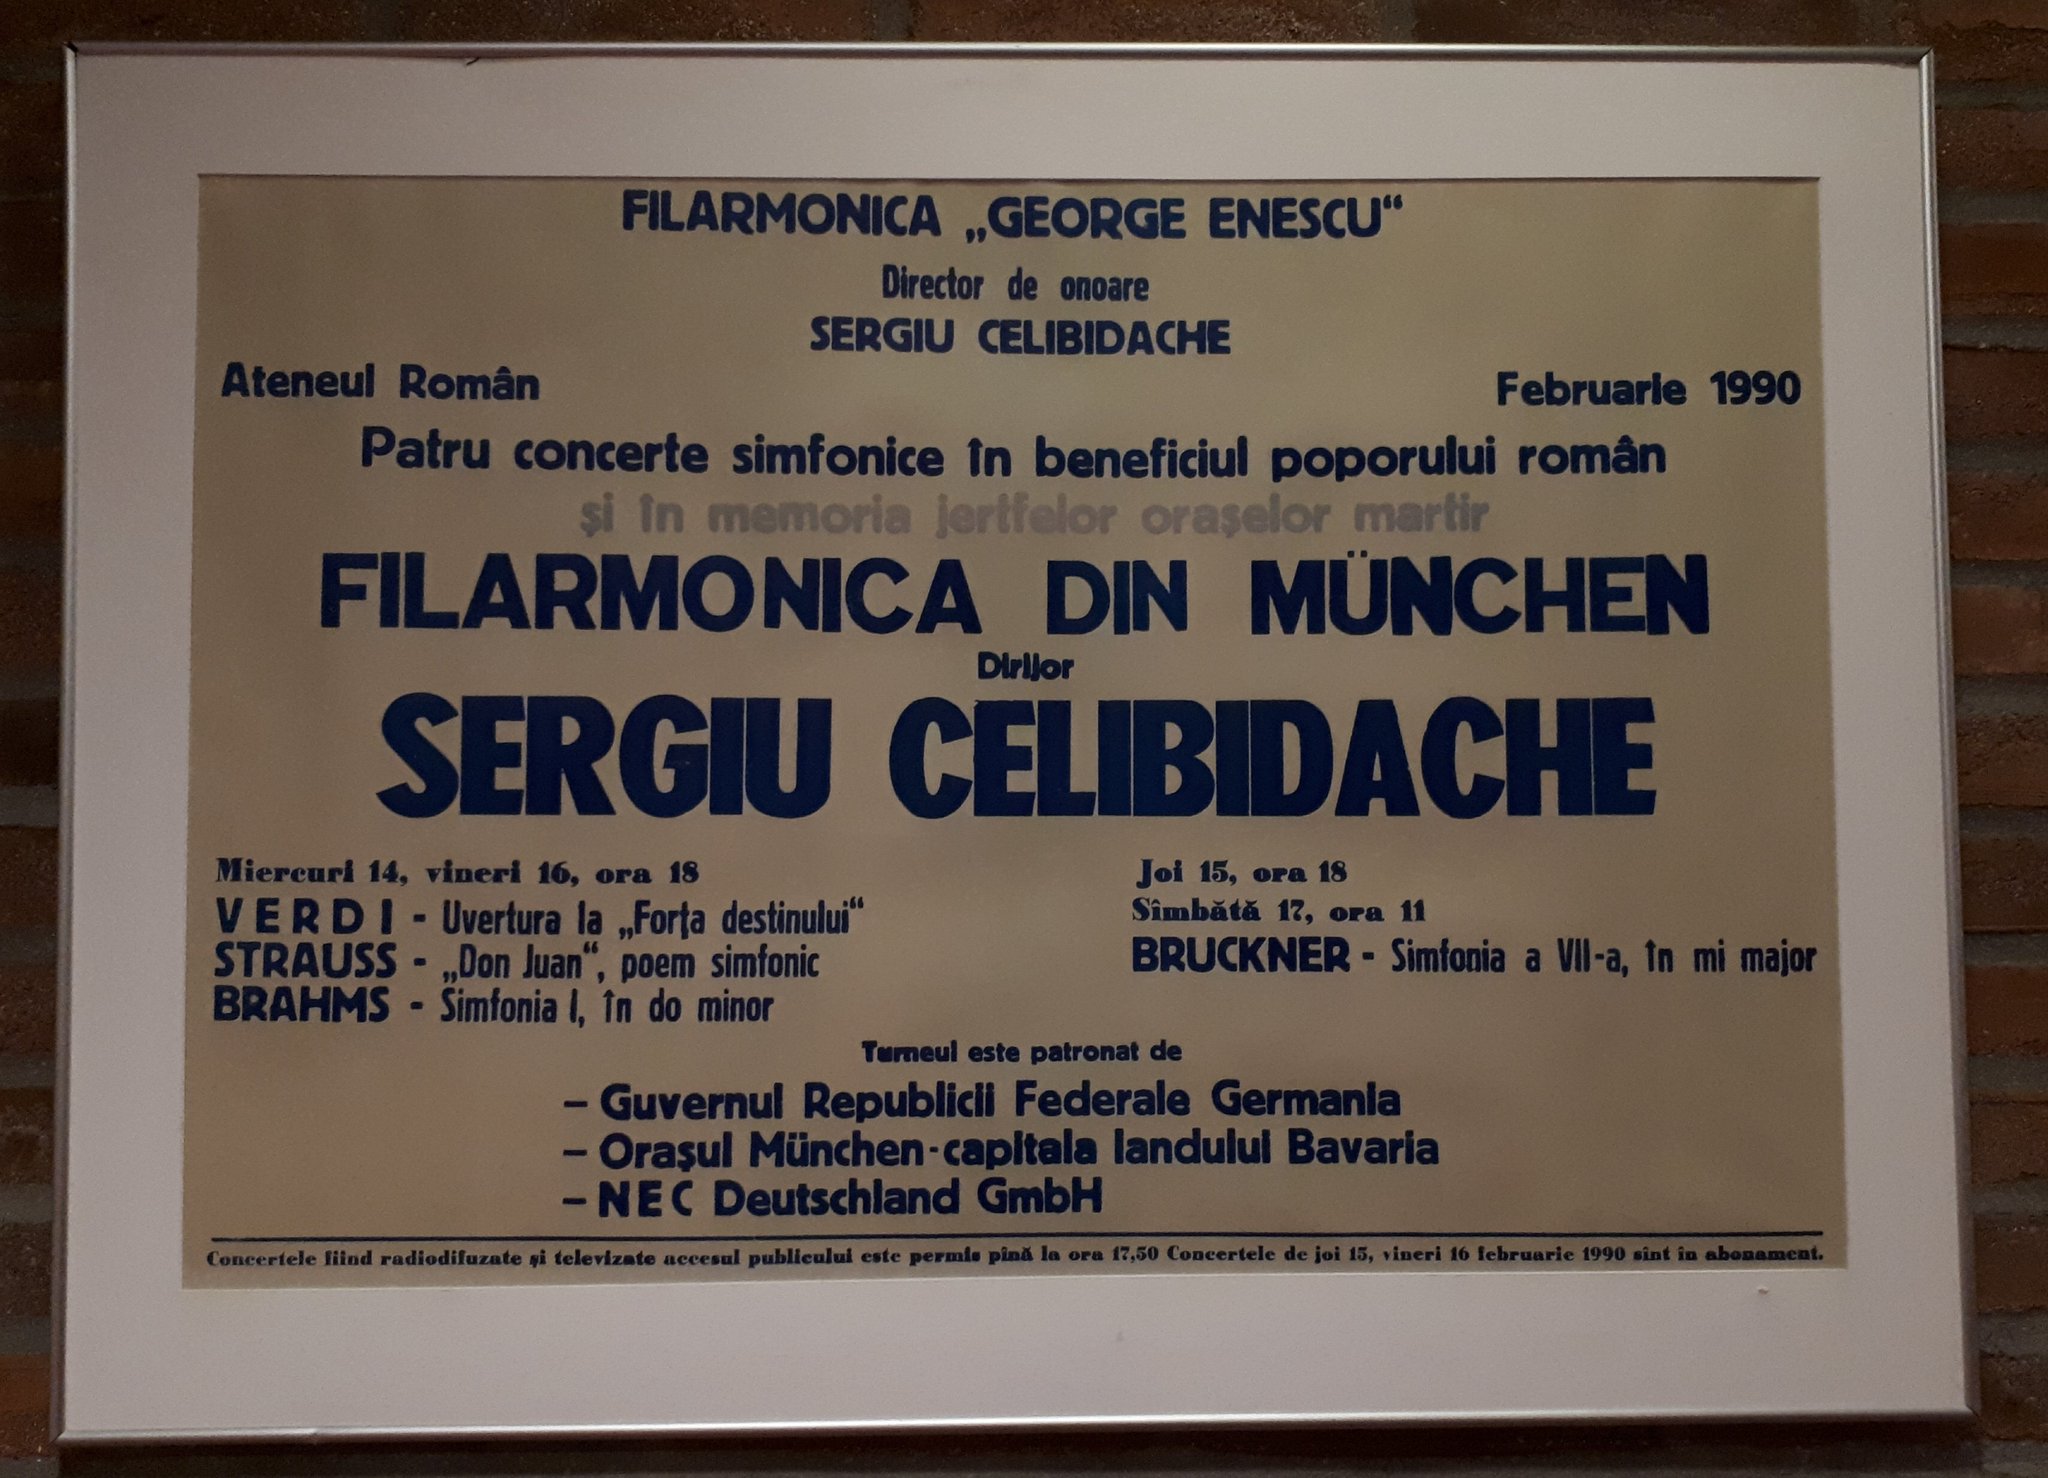 FILARMONICA „GEORGE ENESCU“
Director de onoare
SERGIU CELIBIDACHE
Ateneul Român
Februarie 1990
Patru concerte simfonice în beneficiul poporului român
și în memoria jertfelor orașelor martir
FILARMONICA DIN MÜNCHEN
Dirijor
SERGIU CELIBIDACHE
Miercuri 14, vineri 16, ora 18
VERDI - Uvertura la „Forța destinului“
STRAUSS - „Don Juan“, poem simfonic
BRAHMS - Simfonia I, în do minor
Joi 15, ora 18
Sîmbătă 17, ora 11
BRUCKNER - Simfonia a VII-a, în mi major
Turneul este patronat de
– Guvernul Republicii Federale Germania
– Orașul München-capitala landului Bavaria
– NEC Deutschland GmbH
Concertele fiind radiodifuzate și televizate accesul publicului este permis pînă la ora 17,50 Concertele de joi 15, vineri 16 februarie 1990 sînt în abonament.